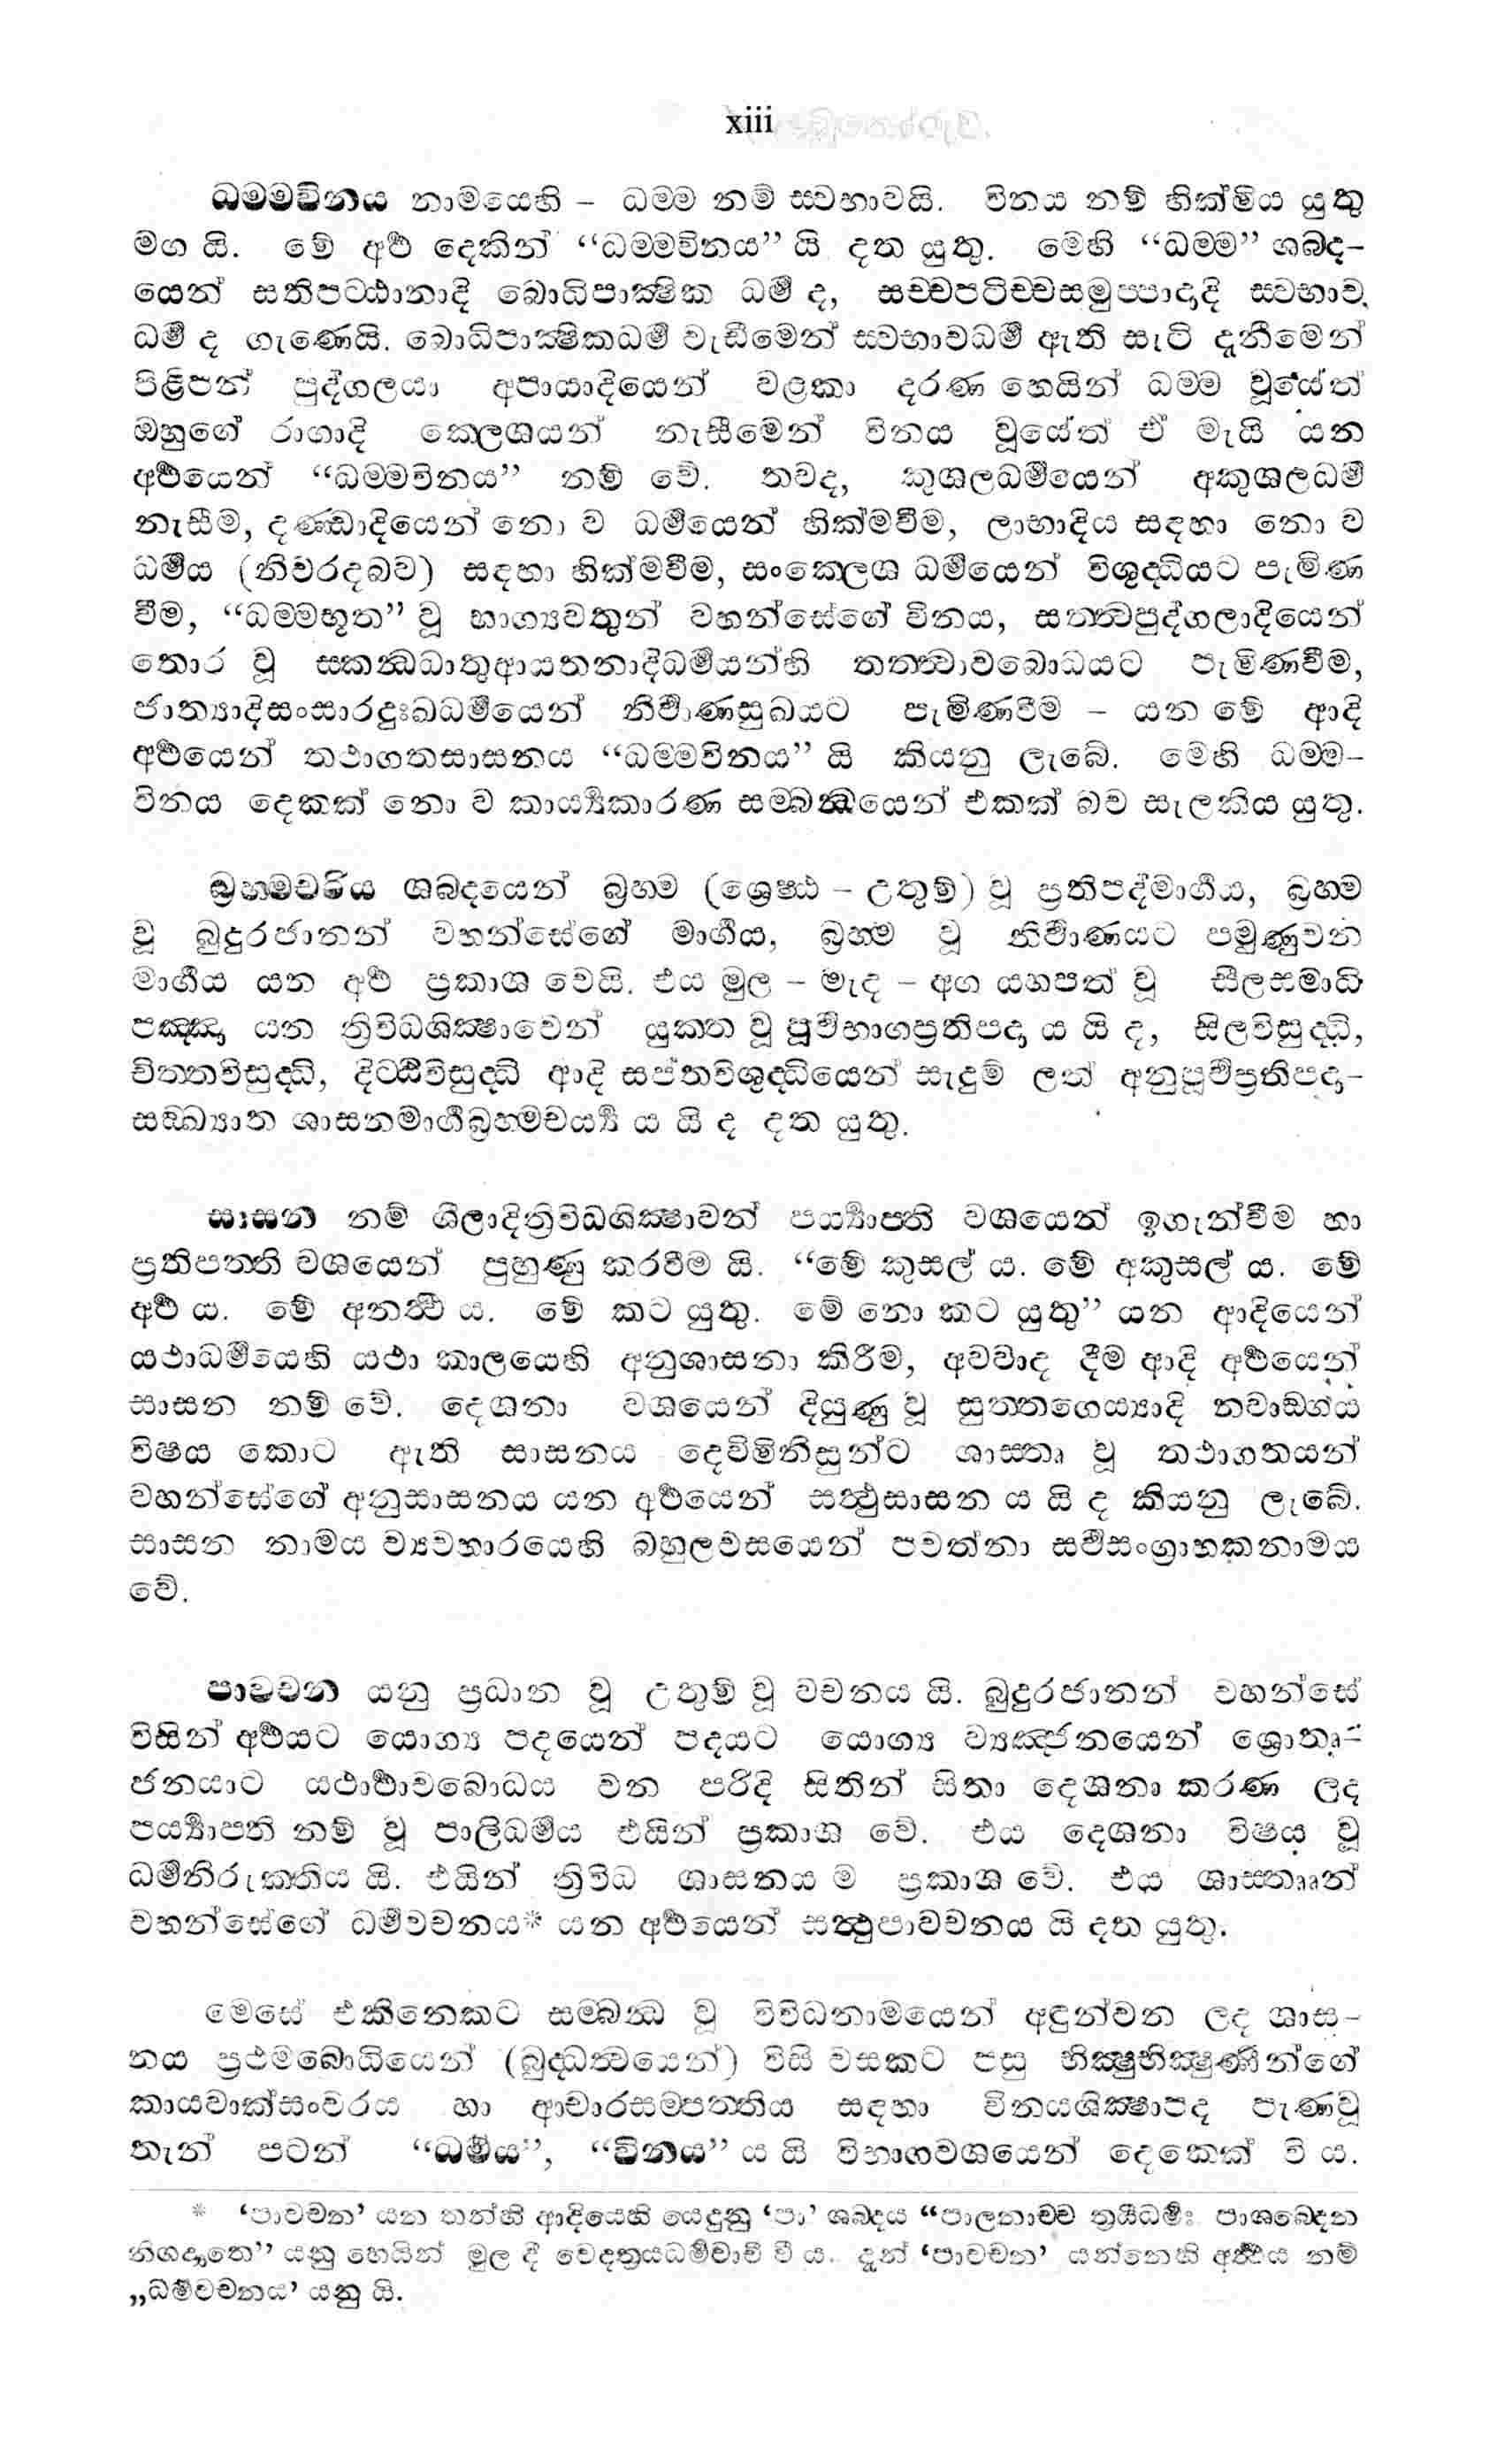 xiii
ධම්මවිනය නාමයෙහි – ධම්ම නම් ස්වභාවයි. විනය නම් හික්මිය යුතු
මග යි. මේ අර්ථ දෙකින් “ධම්මවිනය” යි දත යුතු. මෙහි “ධම්ම” ශබ්ද-
යෙන් සතිපට්ඨානාදි බොධිපාක්ෂික ධර්ම ද, සච්චපටිච්චසමුප්පාදාදි ස්වභාව
ධර්ම ද ගැණෙයි. බොධිපාක්ෂිකධර්ම වැඩීමෙන් ස්වභාවධර්ම ඇති සැටි දැනීමෙන්
පිළිපන් පුද්ගලයා අපායාදියෙන් වළකා දරණ හෙයින් ධම්ම වූයේත්
ඔහුගේ රාගාදි ක්ලෙශයන් නැසීමෙන් විනය වූයේත් ඒ මැයි යන
අර්ථයෙන් “ධම්මවිනය” නම් වේ. තවද, කුශලධර්මයෙන් අකුශලධර්ම
නැසීම, දණ්ඩාදියෙන් නො ව ධර්මයෙන් හික්මවීම, ලාභාදිය සඳහා නො ව
ධර්මය (නිවරදබව) සඳහා හික්මවීම, සංක්ලෙශ ධර්මයෙන් විශුද්ධියට පැමිණ
වීම, “ධම්මභූත” වූ භාග්‍යවතුන් වහන්සේගේ විනය, සත්ත්වපුද්ගලාදියෙන්
තොර වූ ස්කන්ධධාතුආයතනාදිධර්මයන්හි තත්ත්වාවබොධයට පැමිණවීම,
ජාත්‍යාදිසංසාරදුඃඛධර්මයෙන් නිර්වාණසුඛයට පැමිණවීම – යන මේ ආදි
අර්ථයෙන් තථාගතසාසනය “ධම්මවිනය” යි කියනු ලැබේ. මෙහි ධම්ම-
විනය දෙකක් නො ව කාර්‍ය්‍යකාරණ සම්බන්ධයෙන් එකක් බව සැලකිය යුතු.
බ්‍රහ්මචරිය ශබ්දයෙන් බ්‍රහ්ම (ශ්‍රෙෂ්ඨ – උතුම්) වූ ප්‍රතිපද්මාර්ගය, බ්‍රහ්ම
වූ බුදුරජානන් වහන්සේගේ මාර්ගය, බ්‍රහ්ම වූ නිර්වාණයට පමුණුවන
මාර්ගය යන අර්ථ ප්‍රකාශ වෙයි. එය මුල – මැද – අග යහපත් වූ සීලසමාධි
පඤ්ඤා යන ත්‍රිවිධශික්ෂාවෙන් යුක්ත වූ පූර්වභාගප්‍රතිපදා ය යි ද, සීලවිසුද්ධි,
චිත්තවිසුද්ධි, දිට්ඨිවිසුද්ධි ආදි සප්තවිශුද්ධියෙන් සැදුම් ලත් අනුපූර්වප්‍රතිපදා-
සඞ්ඛ්‍යාත ශාසනමාර්ගබ්‍රහ්මචර්‍ය්‍ය ය යි ද දත යුතු.
සාසන නම් ශීලාදිත්‍රිවිධශික්ෂාවන් පර්‍ය්‍යාප්ති වශයෙන් ඉගැන්වීම හා
ප්‍රතිපත්ති වශයෙන් පුහුණු කරවීම යි. “මේ කුසල් ය. මේ අකුසල් ය. මේ
අර්ථ ය. මේ අනර්ත්‍ථ ය. මේ කට යුතු. මේ නො කට යුතු” යන ආදියෙන්
යථාධර්මයෙහි යථා කාලයෙහි අනුශාසනා කිරීම, අවවාද දීම ආදි අර්ථයෙන්
සාසන නම් වේ. දෙශනා වශයෙන් දියුණු වූ සුත්තගෙය්‍යාදි නවාඞ්ගය
විෂය කොට ඇති සාසනය දෙව්මිනිසුන්ට ශාස්තෘ වූ තථාගතයන්
වහන්සේගේ අනුසාසනය යන අර්ථයෙන් සත්‍ථුසාසන ය යි ද කියනු ලැබේ.
සාසන නාමය ව්‍යවහාරයෙහි බහුලවසයෙන් පවත්නා සර්වසංග්‍රාහකනාමය
වේ.
පාවචන යනු ප්‍රධාන වූ උතුම් වූ වචනය යි. බුදුරජානන් වහන්සේ
විසින් අර්ථයට යොග්‍ය පදයෙන් පදයට යොග්‍ය ව්‍යඤ්ජනයෙන් ශ්‍රොතෘ-
ජනයාට යථාර්ථාවබොධය වන පරිදි සිතින් සිතා දෙශනා කරණ ලද
පර්‍ය්‍යාප්ති නම් වූ පාලිධර්මය එයින් ප්‍රකාශ වේ. එය දෙශනා විෂය වූ
ධර්මනිරුක්තිය යි. එයින් ත්‍රිවිධ ශාසනය ම ප්‍රකාශ වේ. එය ශාස්තෲන්
වහන්සේගේ ධර්මවචනය* යන අර්ථයෙන් සත්‍ථුපාවචනය යි දත යුතු.
මෙසේ එකිනෙකට සම්බන්ධ වූ විවිධනාමයෙන් අඳුන්වන ලද ශාස-
නය ප්‍රථමබොධියෙන් (බුද්ධත්වයෙන්) විසි වසකට පසු භික්ෂුභික්ෂුණීන්ගේ
කායවාක්සංවරය හා ආචාරසම්පත්තිය සඳහා විනයශික්ෂාපද පැණවූ
තැන් පටන් “ධර්මය”, “විනය” ය යි විභාගවශයෙන් දෙකෙක් වි ය.
* ‘පාවචන’ යන තන්හි ආදියෙහි යෙදුනු ‘පා’ ශබ්දය “පාලනාච්ච ත්‍රයීධර්මඃ පාශබ්දෙන
නිගද්‍යතෙ” යනු හෙයින් මුල දී වෙදත්‍රයධර්මවාචී වී ය. දැන් ‘පාවචන’ යන්නෙහි අර්ත්‍ථය නම්
„ධර්මවචනය’ යනු යි.